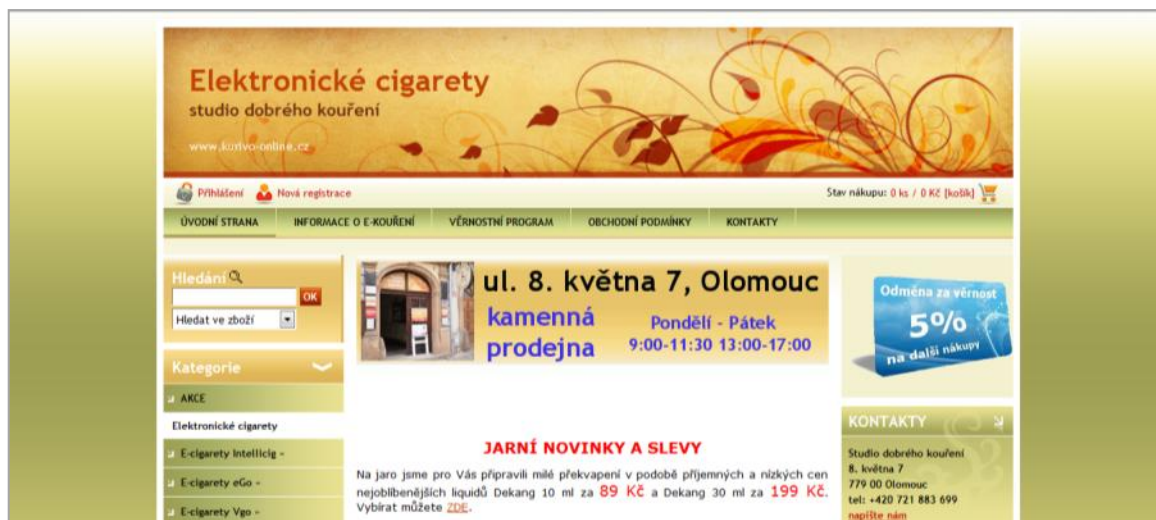 Elektronické cigarety
studio dobrého kouření
www.kurivo-online.cz
Přihlášení Nová registrace
Stav nákupu: 0 ks / 0 Kč [košík]
ÚVODNÍ STRANA INFORMACE O E-KOUŘENÍ VĚRNOSTNÍ PROGRAM OBCHODNÍ PODMÍNKY KONTAKTY
Hledání
OK
Hledat ve zboží
Kategorie
AKCE
Elektronické cigarety
E-cigarety Intellicig -
E-cigarety eGo -
E-cigarety Vgo -
ul. 8. května 7, Olomouc
kamenná
prodejna
Pondělí - Pátek
9:00-11:30 13:00-17:00
JARNÍ NOVINKY A SLEVY
Na jaro jsme pro Vás připravili milé překvapení v podobě příjemných a nízkých cen
nejoblíbenějších liquidů Dekang 10 ml za 89 Kč a Dekang 30 ml za 199 Kč.
Vybírat můžete ZDE.
Odměna za věrnost
5%
na další nákupy
KONTAKTY
Studio dobrého kouření
8. května 7
779 00 Olomouc
tel: +420 721 883 699
napište nám